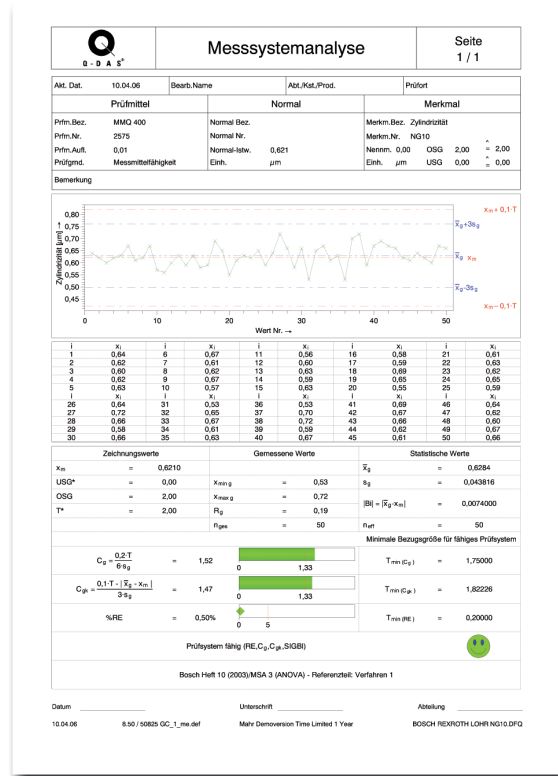 Q-DAS®
Messsystemanalyse
Seite
1 / 1
Akt. Dat. 10.04.06 Bearb.Name Abt./Kst./Prod. Prüfort
Prüfmittel Normal Merkmal
Prfm.Bez. MMQ 400 Normal Bez. Merkm.Bez. Zylindrizität
Prfm.Nr. 2575 Normal Nr. Merkm.Nr. NG10
Prfm.Aufl. 0,01 Normal-Istw. 0,621 Nennm. 0,00 OSG 2,00 ≙ 2,00
Prüfgrnd. Messmittelfähigkeit Einh. µm Einh. µm USG 0,00 ≙ 0,00
Bemerkung
Zylindrizität [µm] →
0,80
0,75
0,70
0,65
0,60
0,55
0,50
0,45
xm+ 0,1·T
x̅g+3sg
x̅g xm
x̅g-3sg
xm− 0,1·T
0 10 20 30 40 50
Wert Nr. →
i xi i xi i xi i xi i xi
1 0,64 6 0,67 11 0,56 16 0,58 21 0,61
2 0,62 7 0,61 12 0,60 17 0,59 22 0,63
3 0,60 8 0,62 13 0,63 18 0,69 23 0,62
4 0,62 9 0,67 14 0,59 19 0,65 24 0,65
5 0,63 10 0,57 15 0,63 20 0,55 25 0,59
i xi i xi i xi i xi i xi
26 0,64 31 0,53 36 0,53 41 0,69 46 0,64
27 0,72 32 0,65 37 0,70 42 0,67 47 0,62
28 0,66 33 0,67 38 0,72 43 0,66 48 0,60
29 0,58 34 0,61 39 0,59 44 0,62 49 0,67
30 0,66 35 0,63 40 0,67 45 0,61 50 0,66
Zeichnungswerte Gemessene Werte Statistische Werte
xm = 0,6210 x̅g = 0,6284
USG* = 0,00 xmin g = 0,53 sg = 0,043816
OSG = 2,00 xmax g = 0,72
T* = 2,00 Rg = 0,19 |Bi| = |x̅g-xm| = 0,0074000
nges = 50 neff = 50
Minimale Bezugsgröße für fähiges Prüfsystem
Cg = 0,2·T / 6·sg = 1,52 0 1,33 Tmin (Cg) = 1,75000
Cgk = 0,1·T - | x̅g - xm | / 3·sg = 1,47 0 1,33 Tmin (Cgk) = 1,82226
%RE = 0,50% 0 5 Tmin (RE) = 0,20000
Prüfsystem fähig (RE,Cg,Cgk,SIGBI)
Bosch Heft 10 (2003)/MSA 3 (ANOVA) - Referenzteil: Verfahren 1
Datum Unterschrift Abteilung
10.04.06 8.50 / 50825 GC_1_me.def Mahr Demoversion Time Limited 1 Year BOSCH REXROTH LOHR NG10.DFQ